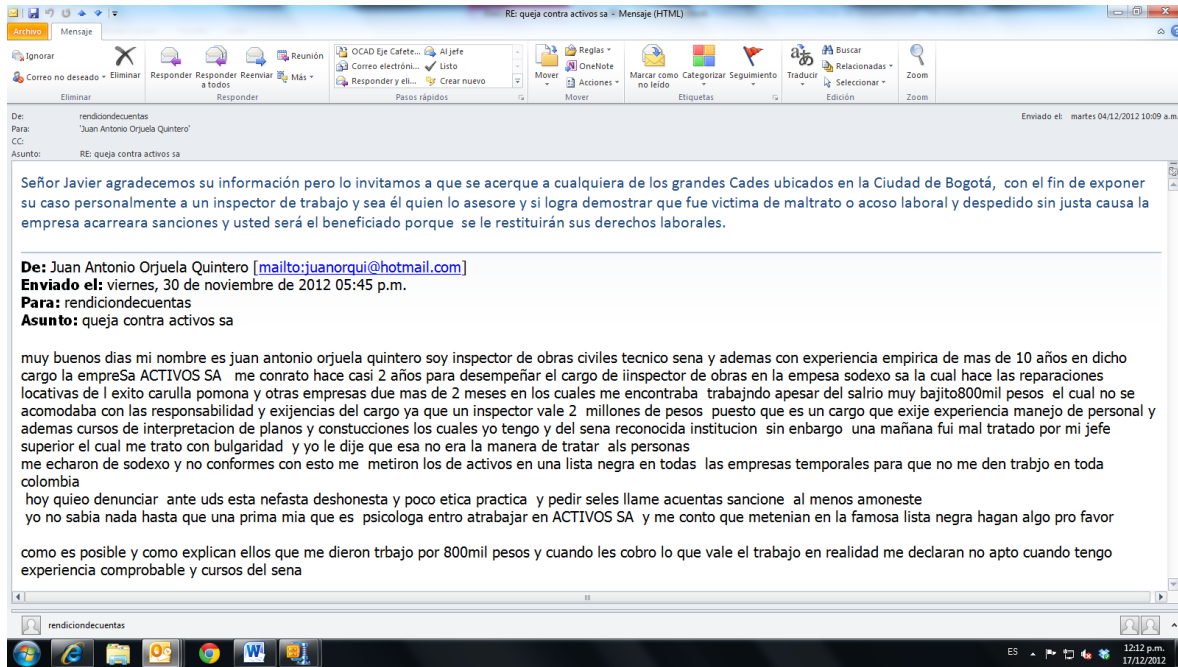 RE: queja contra activos sa - Mensaje (HTML)
Archivo Mensaje
Ignorar
Correo no deseado
Eliminar
Responder
Responder a todos
Reenviar
Reunión
Más
OCAD Eje Cafete...
Al jefe
Correo electróni...
Listo
Responder y eli...
Crear nuevo
Mover
Reglas
OneNote
Acciones
Marcar como no leído
Categorizar
Seguimiento
Traducir
Buscar
Relacionadas
Seleccionar
Zoom
Eliminar Responder Pasos rápidos Mover Etiquetas Edición Zoom
De: rendiciondecuentas Enviado el: martes 04/12/2012 10:09 a.m.
Para: 'Juan Antonio Orjuela Quintero'
CC:
Asunto: RE: queja contra activos sa
Señor Javier agradecemos su información pero lo invitamos a que se acerque a cualquiera de los grandes Cades ubicados en la Ciudad de Bogotá, con el fin de exponer
su caso personalmente a un inspector de trabajo y sea él quien lo asesore y si logra demostrar que fue victima de maltrato o acoso laboral y despedido sin justa causa la
empresa acarreara sanciones y usted será el beneficiado porque se le restituirán sus derechos laborales.
De: Juan Antonio Orjuela Quintero [mailto:juanorqui@hotmail.com]
Enviado el: viernes, 30 de noviembre de 2012 05:45 p.m.
Para: rendiciondecuentas
Asunto: queja contra activos sa
muy buenos dias mi nombre es juan antonio orjuela quintero soy inspector de obras civiles tecnico sena y ademas con experiencia empirica de mas de 10 años en dicho
cargo la empreSa ACTIVOS SA me conrato hace casi 2 años para desempeñar el cargo de iinspector de obras en la empesa sodexo sa la cual hace las reparaciones
locativas de l exito carulla pomona y otras empresas due mas de 2 meses en los cuales me encontraba trabajndo apesar del salrio muy bajito800mil pesos el cual no se
acomodaba con las responsabilidad y exijencias del cargo ya que un inspector vale 2 millones de pesos puesto que es un cargo que exije experiencia manejo de personal y
ademas cursos de interpretacion de planos y constucciones los cuales yo tengo y del sena reconocida institucion sin enbargo una mañana fui mal tratado por mi jefe
superior el cual me trato con bulgaridad y yo le dije que esa no era la manera de tratar als personas
me echaron de sodexo y no conformes con esto me metiron los de activos en una lista negra en todas las empresas temporales para que no me den trabjo en toda
colombia
hoy quieo denunciar ante uds esta nefasta deshonesta y poco etica practica y pedir seles llame acuentas sancione al menos amoneste
yo no sabia nada hasta que una prima mia que es psicologa entro atrabajar en ACTIVOS SA y me conto que metenian en la famosa lista negra hagan algo pro favor
como es posible y como explican ellos que me dieron trbajo por 800mil pesos y cuando les cobro lo que vale el trabajo en realidad me declaran no apto cuando tengo
experiencia comprobable y cursos del sena
rendiciondecuentas
ES 12:12 p.m.
17/12/2012